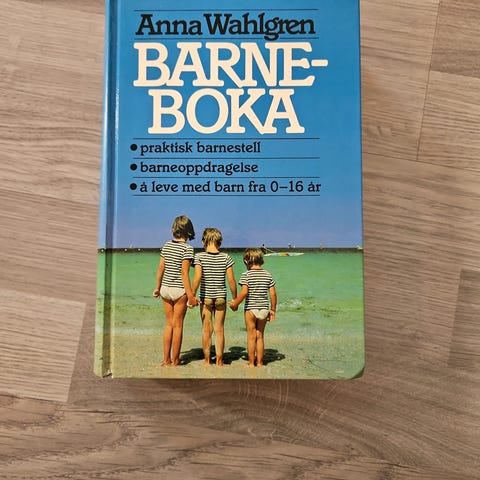 Anna Wahlgren
BARNE-
BOKA
• praktisk barnestell
• barneoppdragelse
• å leve med barn fra 0–16 år